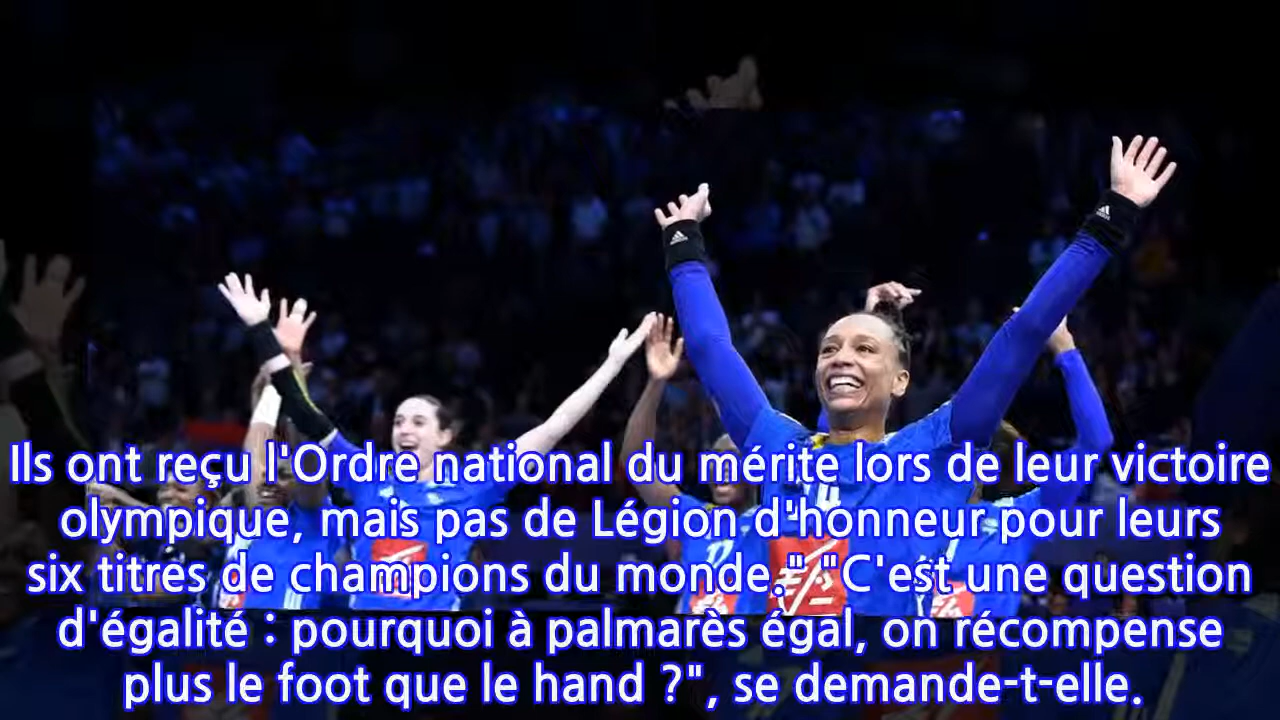 Ils ont reçu l'Ordre national du mérite lors de leur victoire
olympique, mais pas de Légion d'honneur pour leurs
six titres de champions du monde." "C'est une question
d'égalité : pourquoi à palmarès égal, on récompense
plus le foot que le hand ?", se demande-t-elle.